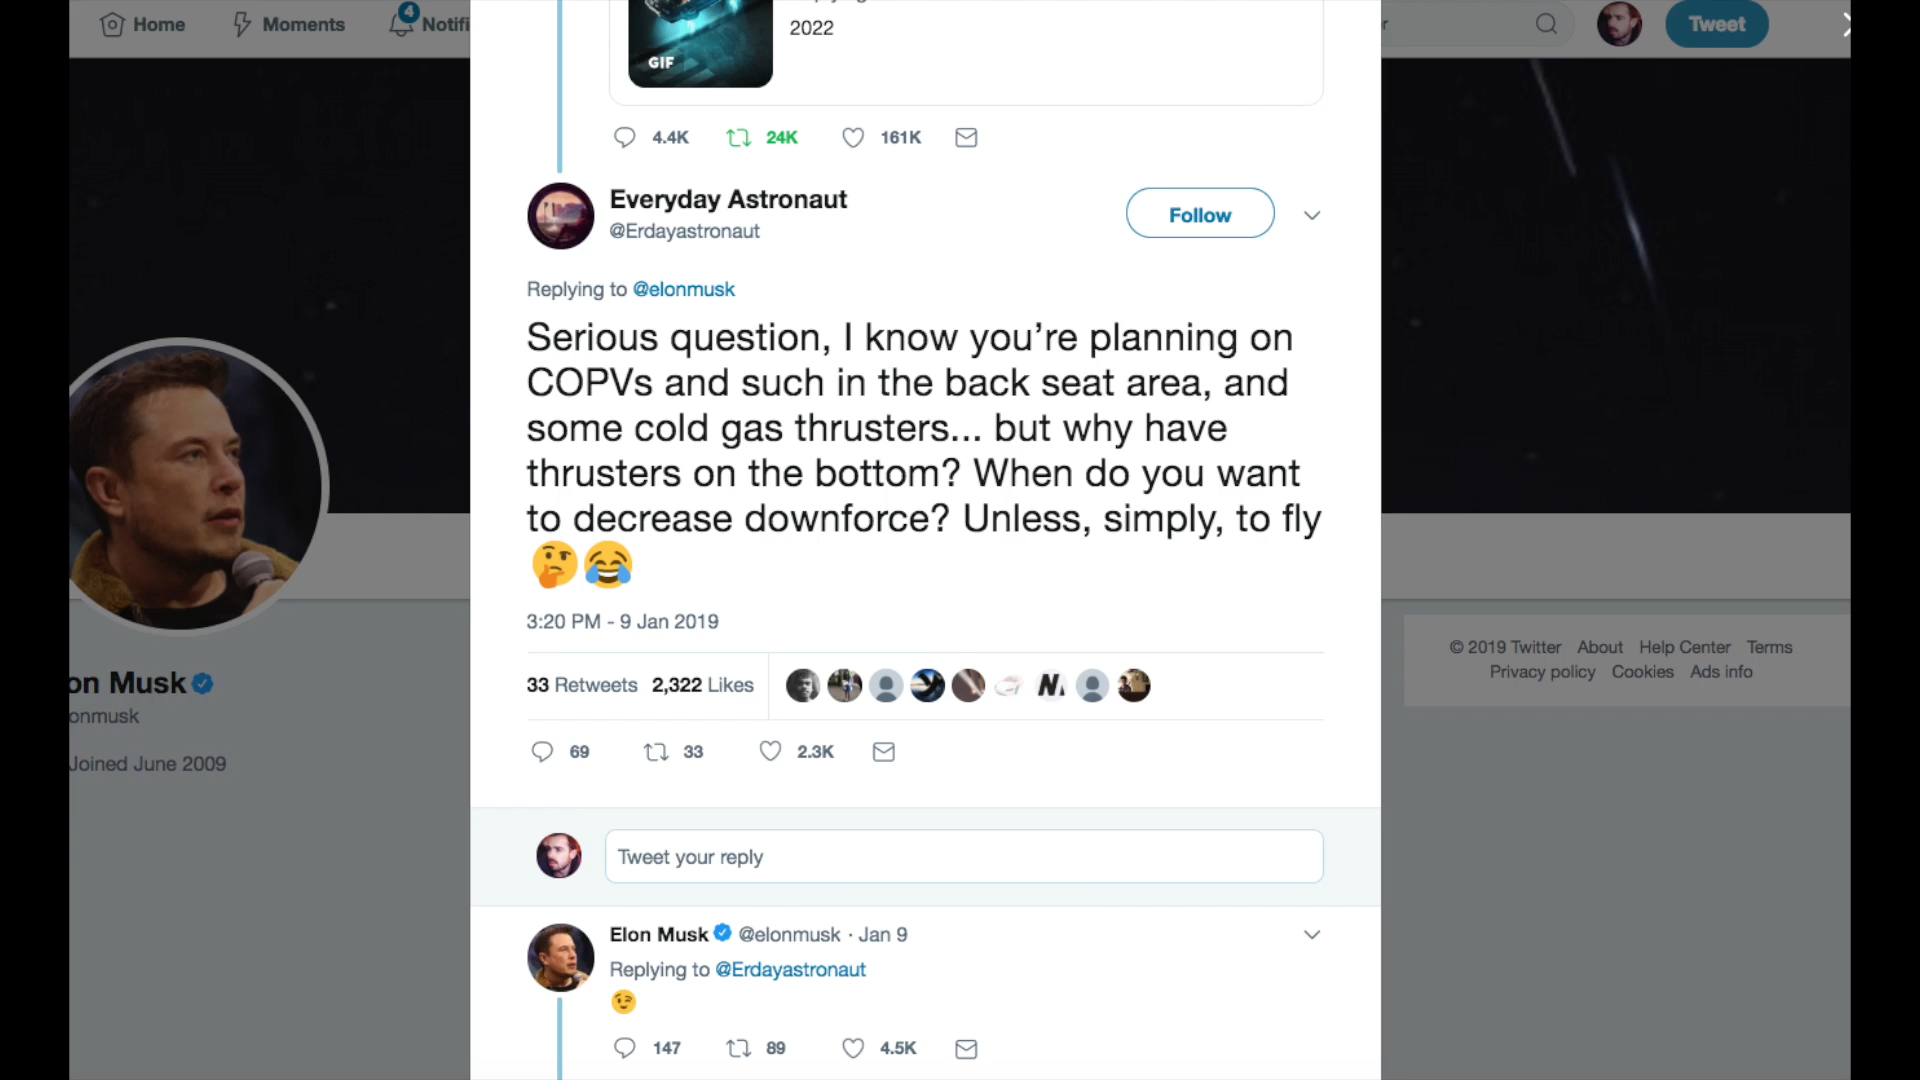 Home
Moments
4
Notifi
Tweet
2022
GIF
4.4K
24K
161K
Everyday Astronaut
@Erdayastronaut
Follow
Replying to @elonmusk
Serious question, I know you’re planning on
COPVs and such in the back seat area, and
some cold gas thrusters... but why have
thrusters on the bottom? When do you want
to decrease downforce? Unless, simply, to fly
🤔😂
3:20 PM - 9 Jan 2019
33 Retweets 2,322 Likes
69
33
2.3K
on Musk
onmusk
Joined June 2009
© 2019 Twitter About Help Center Terms
Privacy policy Cookies Ads info
Tweet your reply
Elon Musk @elonmusk · Jan 9
Replying to @Erdayastronaut
😉
147
89
4.5K